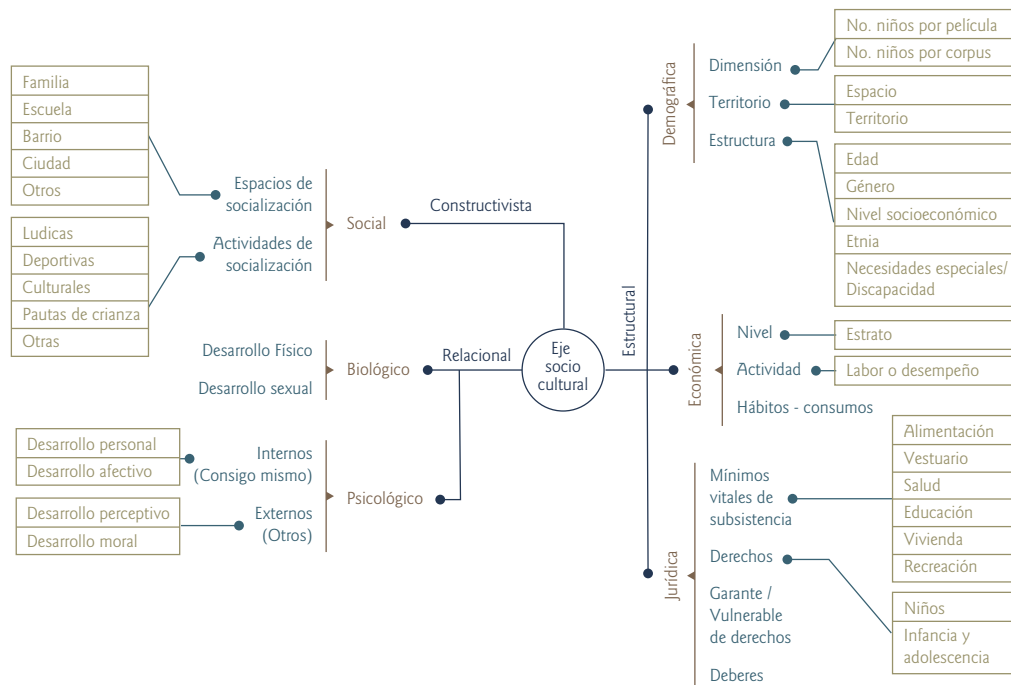 Familia
Escuela
Barrio
Ciudad
Otros
Ludicas
Deportivas
Culturales
Pautas de crianza
Otras
Espacios de
socialización
Actividades de
socialización
Social
Constructivista
Desarrollo Físico
Desarrollo sexual
Biológico
Relacional
Desarrollo personal
Desarrollo afectivo
Desarrollo perceptivo
Desarrollo moral
Internos
(Consigo mismo)
Externos
(Otros)
Psicológico
Eje
socio
cultural
Estructural
Demográfica
Dimensión
Territorio
Estructura
No. niños por película
No. niños por corpus
Espacio
Territorio
Edad
Género
Nivel socioeconómico
Etnia
Necesidades especiales/
Discapacidad
Económica
Nivel
Actividad
Hábitos - consumos
Estrato
Labor o desempeño
Jurídica
Mínimos
vitales de
subsistencia
Derechos
Garante /
Vulnerable
de derechos
Deberes
Alimentación
Vestuario
Salud
Educación
Vivienda
Recreación
Niños
Infancia y
adolescencia